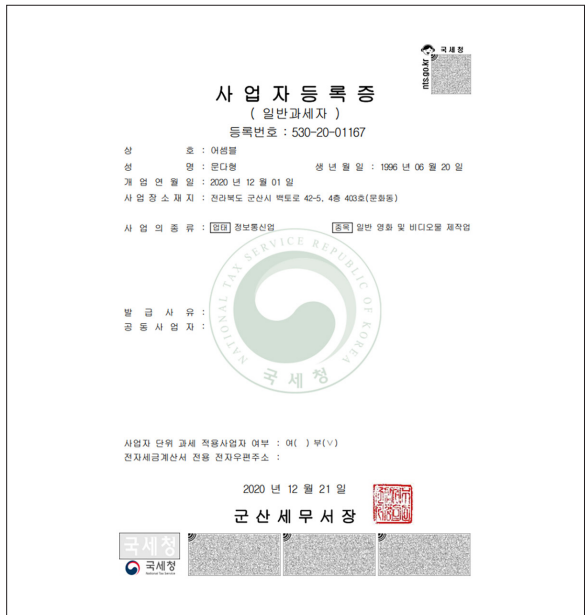 국세청
nts.go.kr
사업자등록증
( 일반과세자 )
등록번호 : 530-20-01167
상 호 : 어셈블
성 명 : 문다형 생 년 월 일 : 1996 년 06 월 20 일
개 업 연 월 일 : 2020 년 12 월 01 일
사 업 장 소 재 지 : 전라북도 군산시 백토로 42-5, 4층 403호(문화동)
사 업 의 종 류 : 업태 정보통신업 종목 일반 영화 및 비디오물 제작업
NATIONAL TAX SERVICE REPUBLIC OF KOREA
국세청
발 급 사 유 :
공 동 사 업 자 :
사업자 단위 과세 적용사업자 여부 : 여( ) 부(∨)
전자세금계산서 전용 전자우편주소 :
2020 년 12 월 21 일
군산세무서장
국세청
국세청
National Tax Service